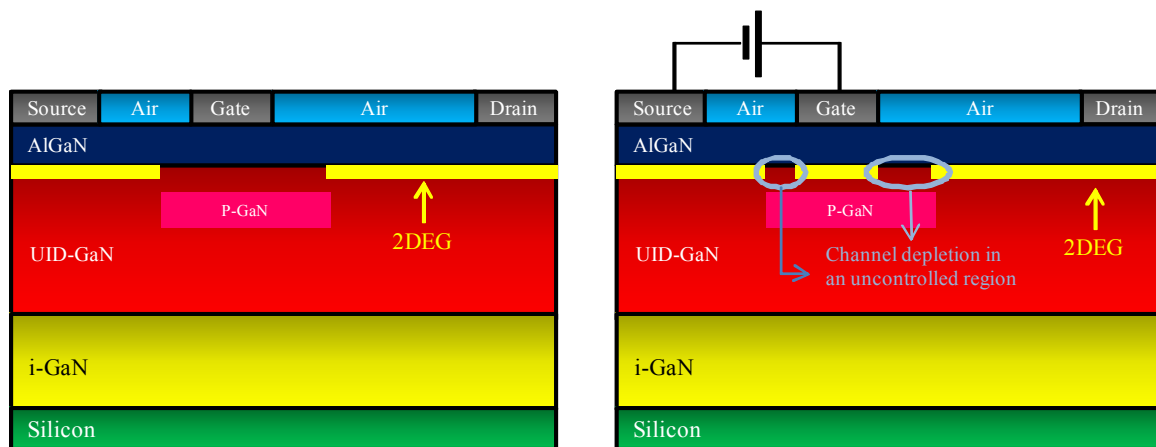 Source Air Gate Air Drain
AlGaN
P-GaN
2DEG
UID-GaN
i-GaN
Silicon
Source Air Gate Air Drain
AlGaN
P-GaN
2DEG
UID-GaN
Channel depletion in
an uncontrolled region
i-GaN
Silicon